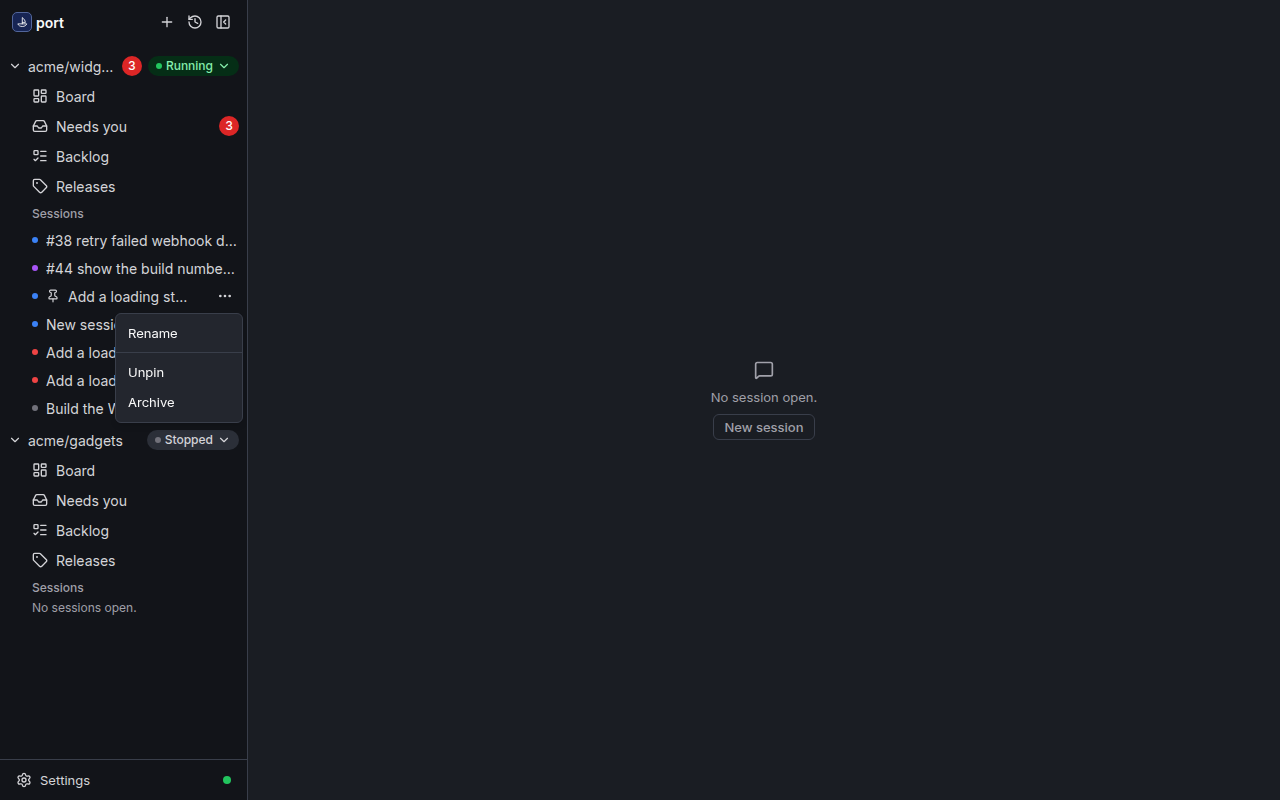 port
acme/widg... 3 Running
Board
Needs you 3
Backlog
Releases
Sessions
#38 retry failed webhook d...
#44 show the build numbe...
Add a loading st...
New sessi
Rename
Add a load
Unpin
Add a load
Archive
Build the
acme/gadgets Stopped
Board
Needs you
Backlog
Releases
Sessions
No sessions open.
Settings
No session open.
New session